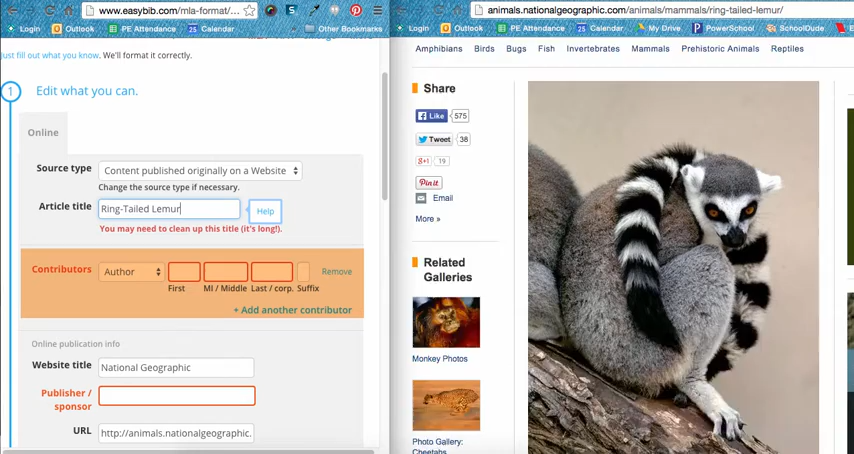 www.easybib.com/mla-format/...
Login Outlook PE Attendance Calendar Other Bookmarks
just fill out what you know. We'll format it correctly.
1 Edit what you can.
Online
Source type Content published originally on a Website
Change the source type if necessary.
Article title Ring-Tailed Lemur Help
You may need to clean up this title (it's long!).
Contributors Author Remove
First MI / Middle Last / corp. Suffix
+ Add another contributor
Online publication info
Website title National Geographic
Publisher /
sponsor
URL http://animals.nationalgeographic.
animals.nationalgeographic.com/animals/mammals/ring-tailed-lemur/
Login Outlook PE Attendance 25 Calendar My Drive PowerSchool SchoolDude
Amphibians Birds Bugs Fish Invertebrates Mammals Prehistoric Animals Reptiles
Share
Like 575
Tweet 38
+1 19
Pin it
Email
More »
Related
Galleries
Monkey Photos
Photo Gallery:
Cheetahs